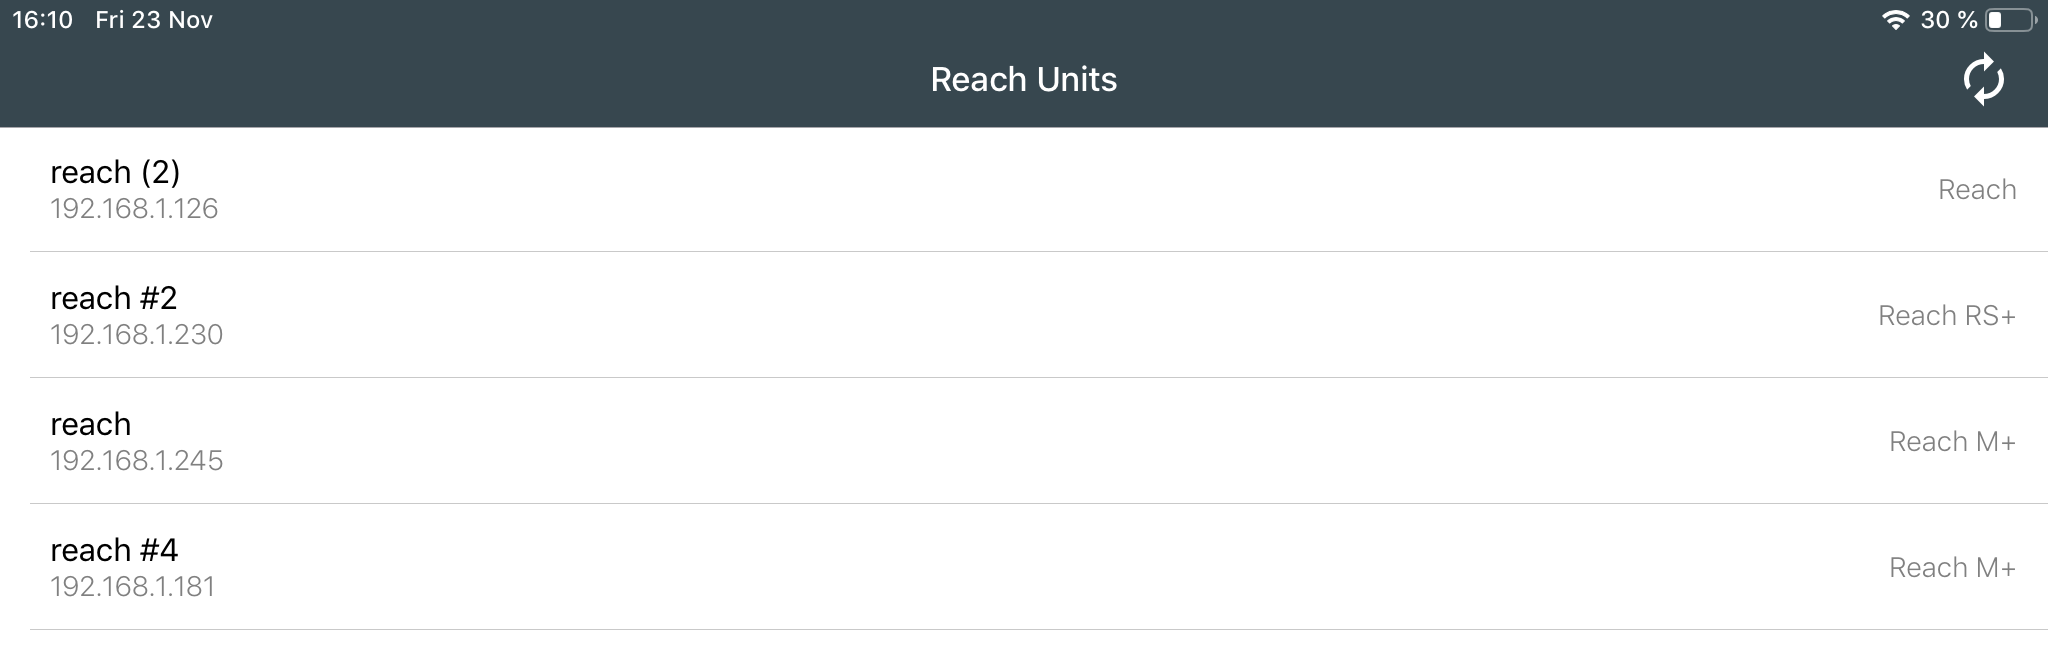 16:10 Fri 23 Nov 30 %
Reach Units
reach (2)
192.168.1.126
Reach
reach #2
192.168.1.230
Reach RS+
reach
192.168.1.245
Reach M+
reach #4
192.168.1.181
Reach M+